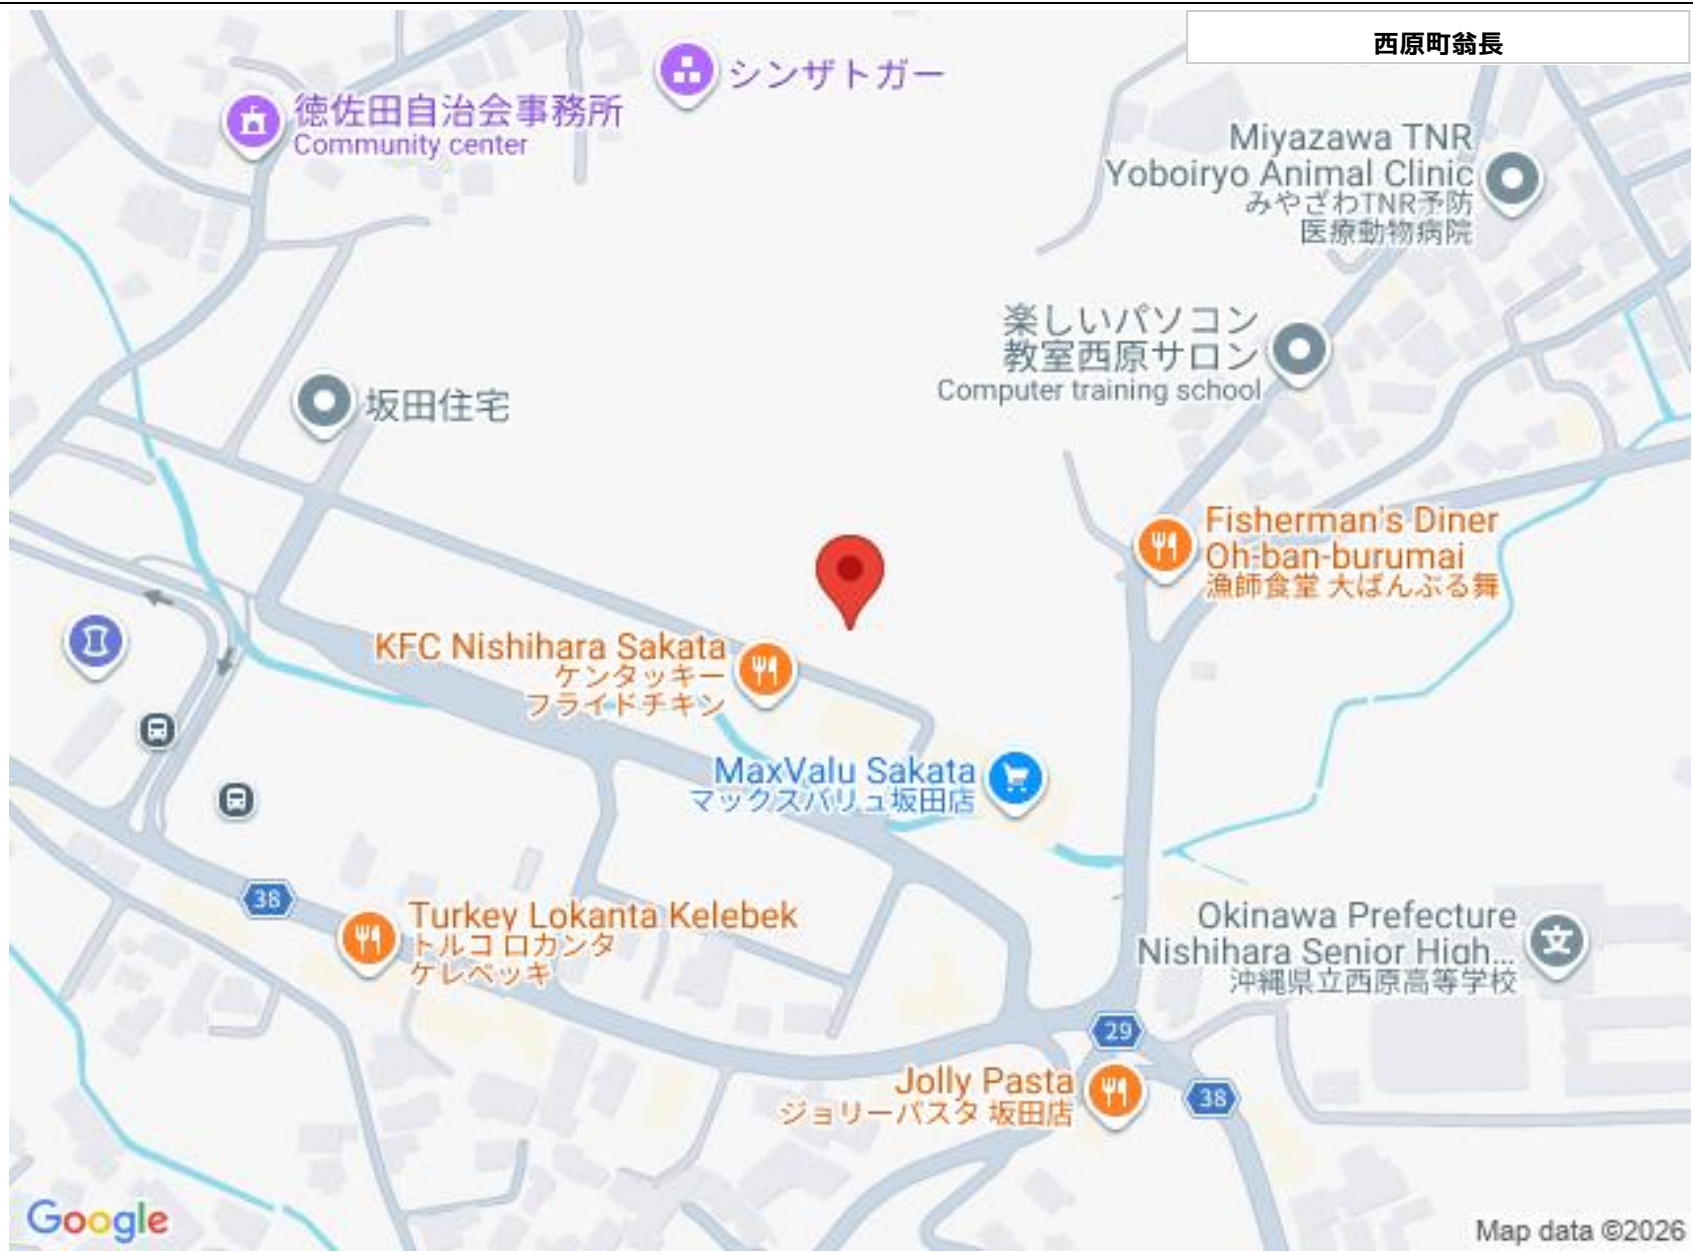 西原町翁長
シンザトガー
徳佐田自治会事務所
Community center
Miyazawa TNR
Yoboiryo Animal Clinic
みやざわTNR予防
医療動物病院
楽しいパソコン
教室西原サロン
Computer training school
坂田住宅
Fisherman's Diner
Oh-ban-burumai
漁師食堂 大ばんぶる舞
KFC Nishihara Sakata
ケンタッキー
フライドチキン
MaxValu Sakata
マックスバリュ坂田店
38
Turkey Lokanta Kelebek
トルコ ロカンタ
ケレベッキ
Okinawa Prefecture
Nishihara Senior High...
沖縄県立西原高等学校
29
Jolly Pasta
ジョリーパスタ 坂田店
38
Google
Map data ©2026